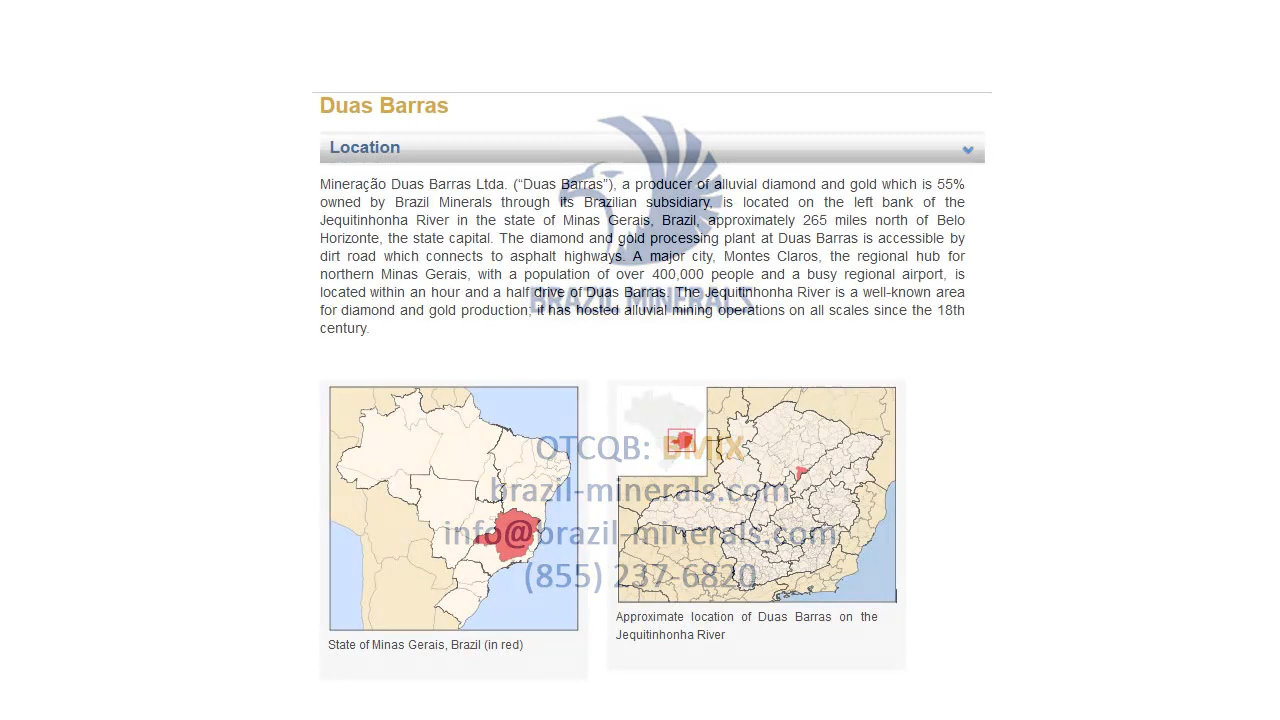 Duas Barras
Location
Mineração Duas Barras Ltda. (“Duas Barras”), a producer of alluvial diamond and gold which is 55%
owned by Brazil Minerals through its Brazilian subsidiary, is located on the left bank of the
Jequitinhonha River in the state of Minas Gerais, Brazil, approximately 265 miles north of Belo
Horizonte, the state capital. The diamond and gold processing plant at Duas Barras is accessible by
dirt road which connects to asphalt highways. A major city, Montes Claros, the regional hub for
northern Minas Gerais, with a population of over 400,000 people and a busy regional airport, is
located within an hour and a half drive of Duas Barras. The Jequitinhonha River is a well-known area
for diamond and gold production; it has hosted alluvial mining operations on all scales since the 18th
century.
BRAZIL MINERALS
OTCQB: BMIX
brazil-minerals.com
info@brazil-minerals.com
(855) 237-6820
State of Minas Gerais, Brazil (in red)
Approximate location of Duas Barras on the
Jequitinhonha River